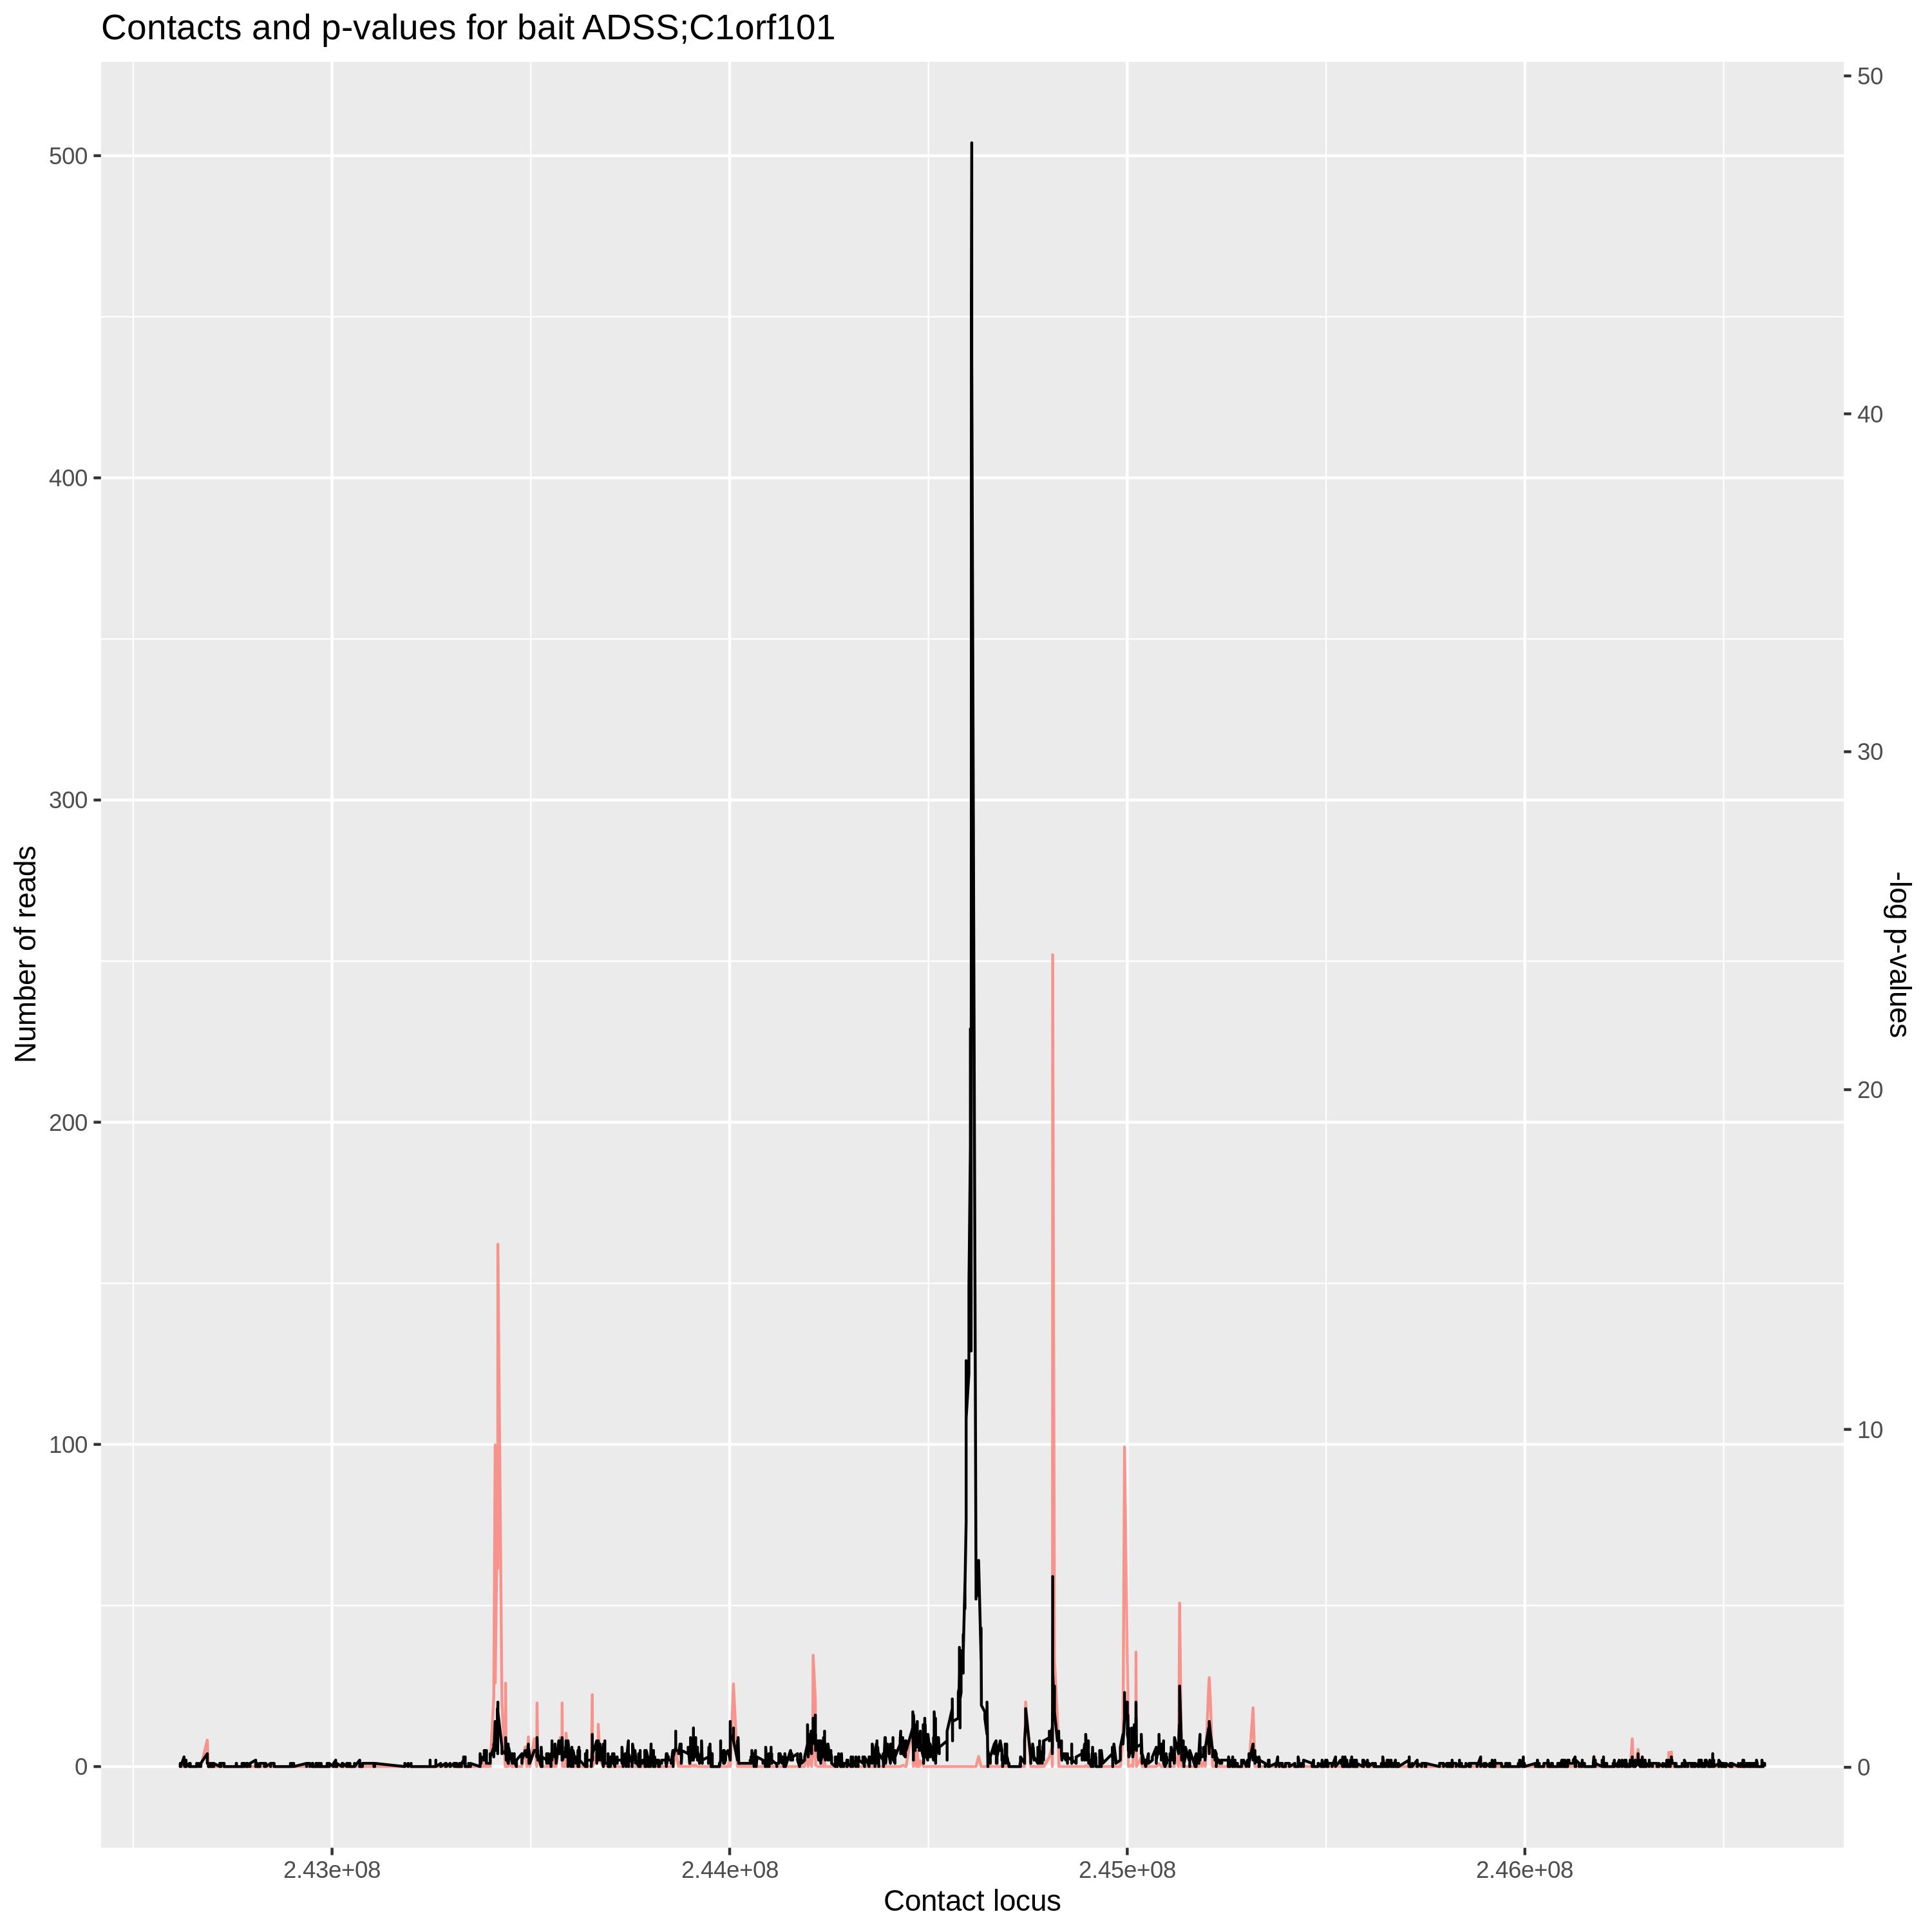 Contacts and p-values for bait ADSS;C1orf101
500
400
300
200
100
0
50
40
30
20
10
0
Number of reads
-log p-values
2.43e+08
2.44e+08
2.45e+08
2.46e+08
Contact locus